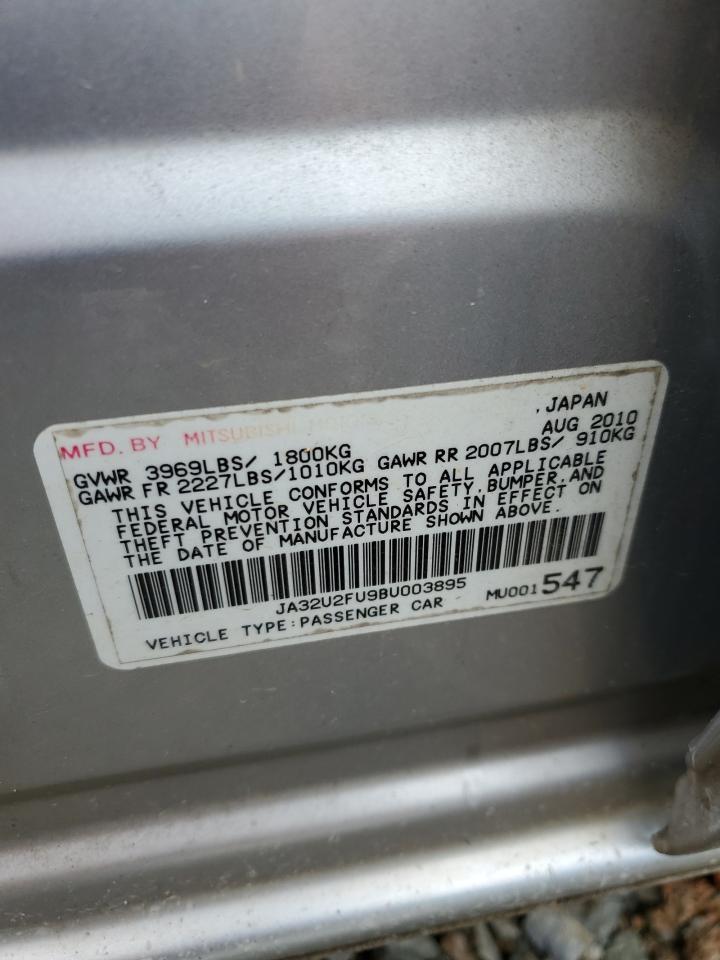 MFD. BY MITSUBISHI MOTORS , JAPAN
AUG 2010
GVWR 3969LBS/ 1800KG
GAWR FR 2227LBS/1010KG GAWR RR 2007LBS/ 910KG
THIS VEHICLE CONFORMS TO ALL APPLICABLE
FEDERAL MOTOR VEHICLE SAFETY,BUMPER,AND
THEFT PREVENTION STANDARDS IN EFFECT ON
THE DATE OF MANUFACTURE SHOWN ABOVE.
JA32U2FU9BU003895
VEHICLE TYPE:PASSENGER CAR MU001547